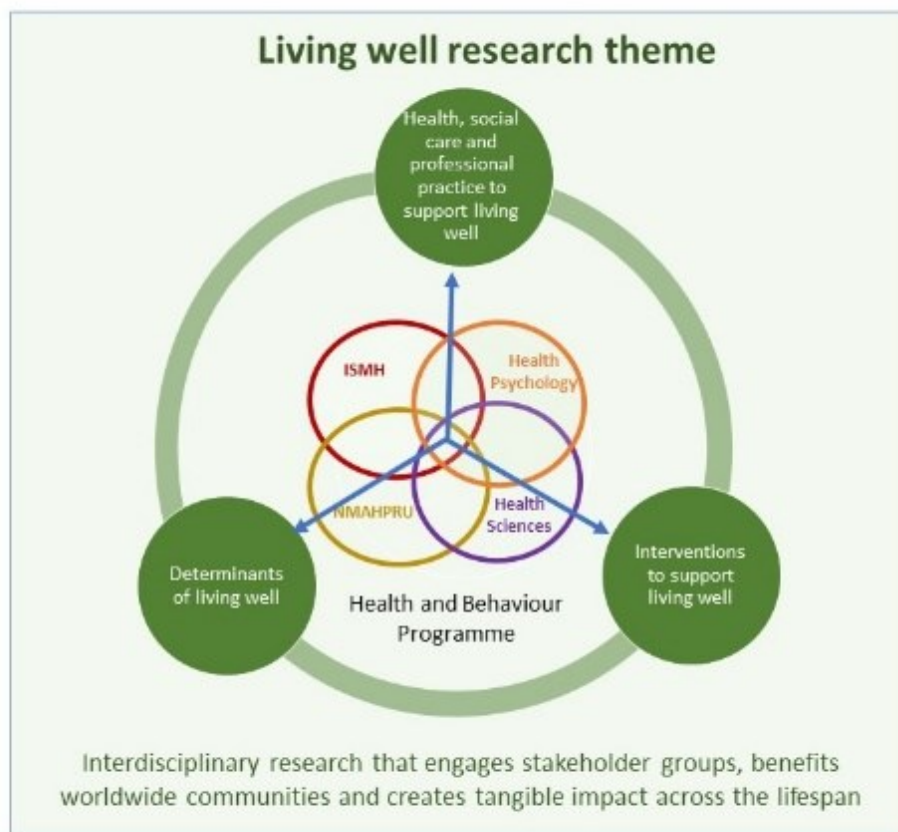 Living well research theme
Health, social
care and
professional
practice to
support living
well
ISMH
Health
Psychology
NMAHPRU
Health
Sciences
Determinants
of living well
Interventions
to support
living well
Health and Behaviour
Programme
Interdisciplinary research that engages stakeholder groups, benefits
worldwide communities and creates tangible impact across the lifespan